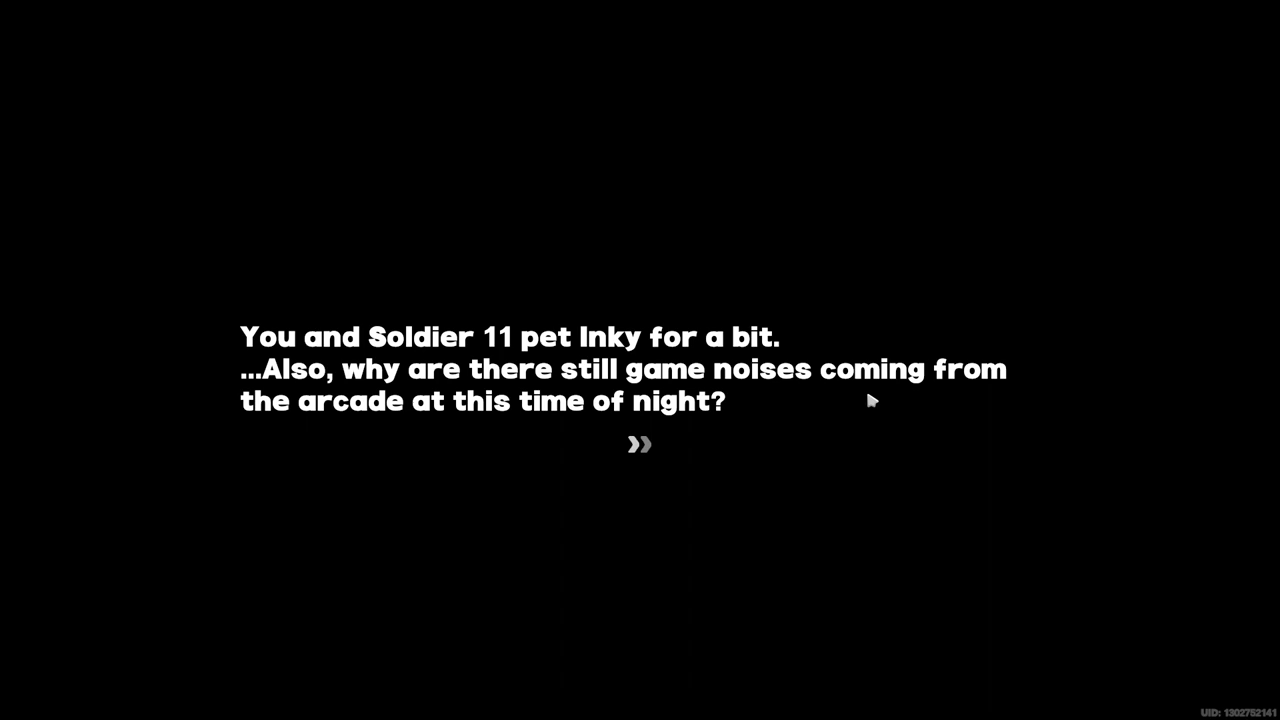 You and Soldier 11 pet Inky for a bit.
...Also, why are there still game noises coming from
the arcade at this time of night?
UID: 1302752141